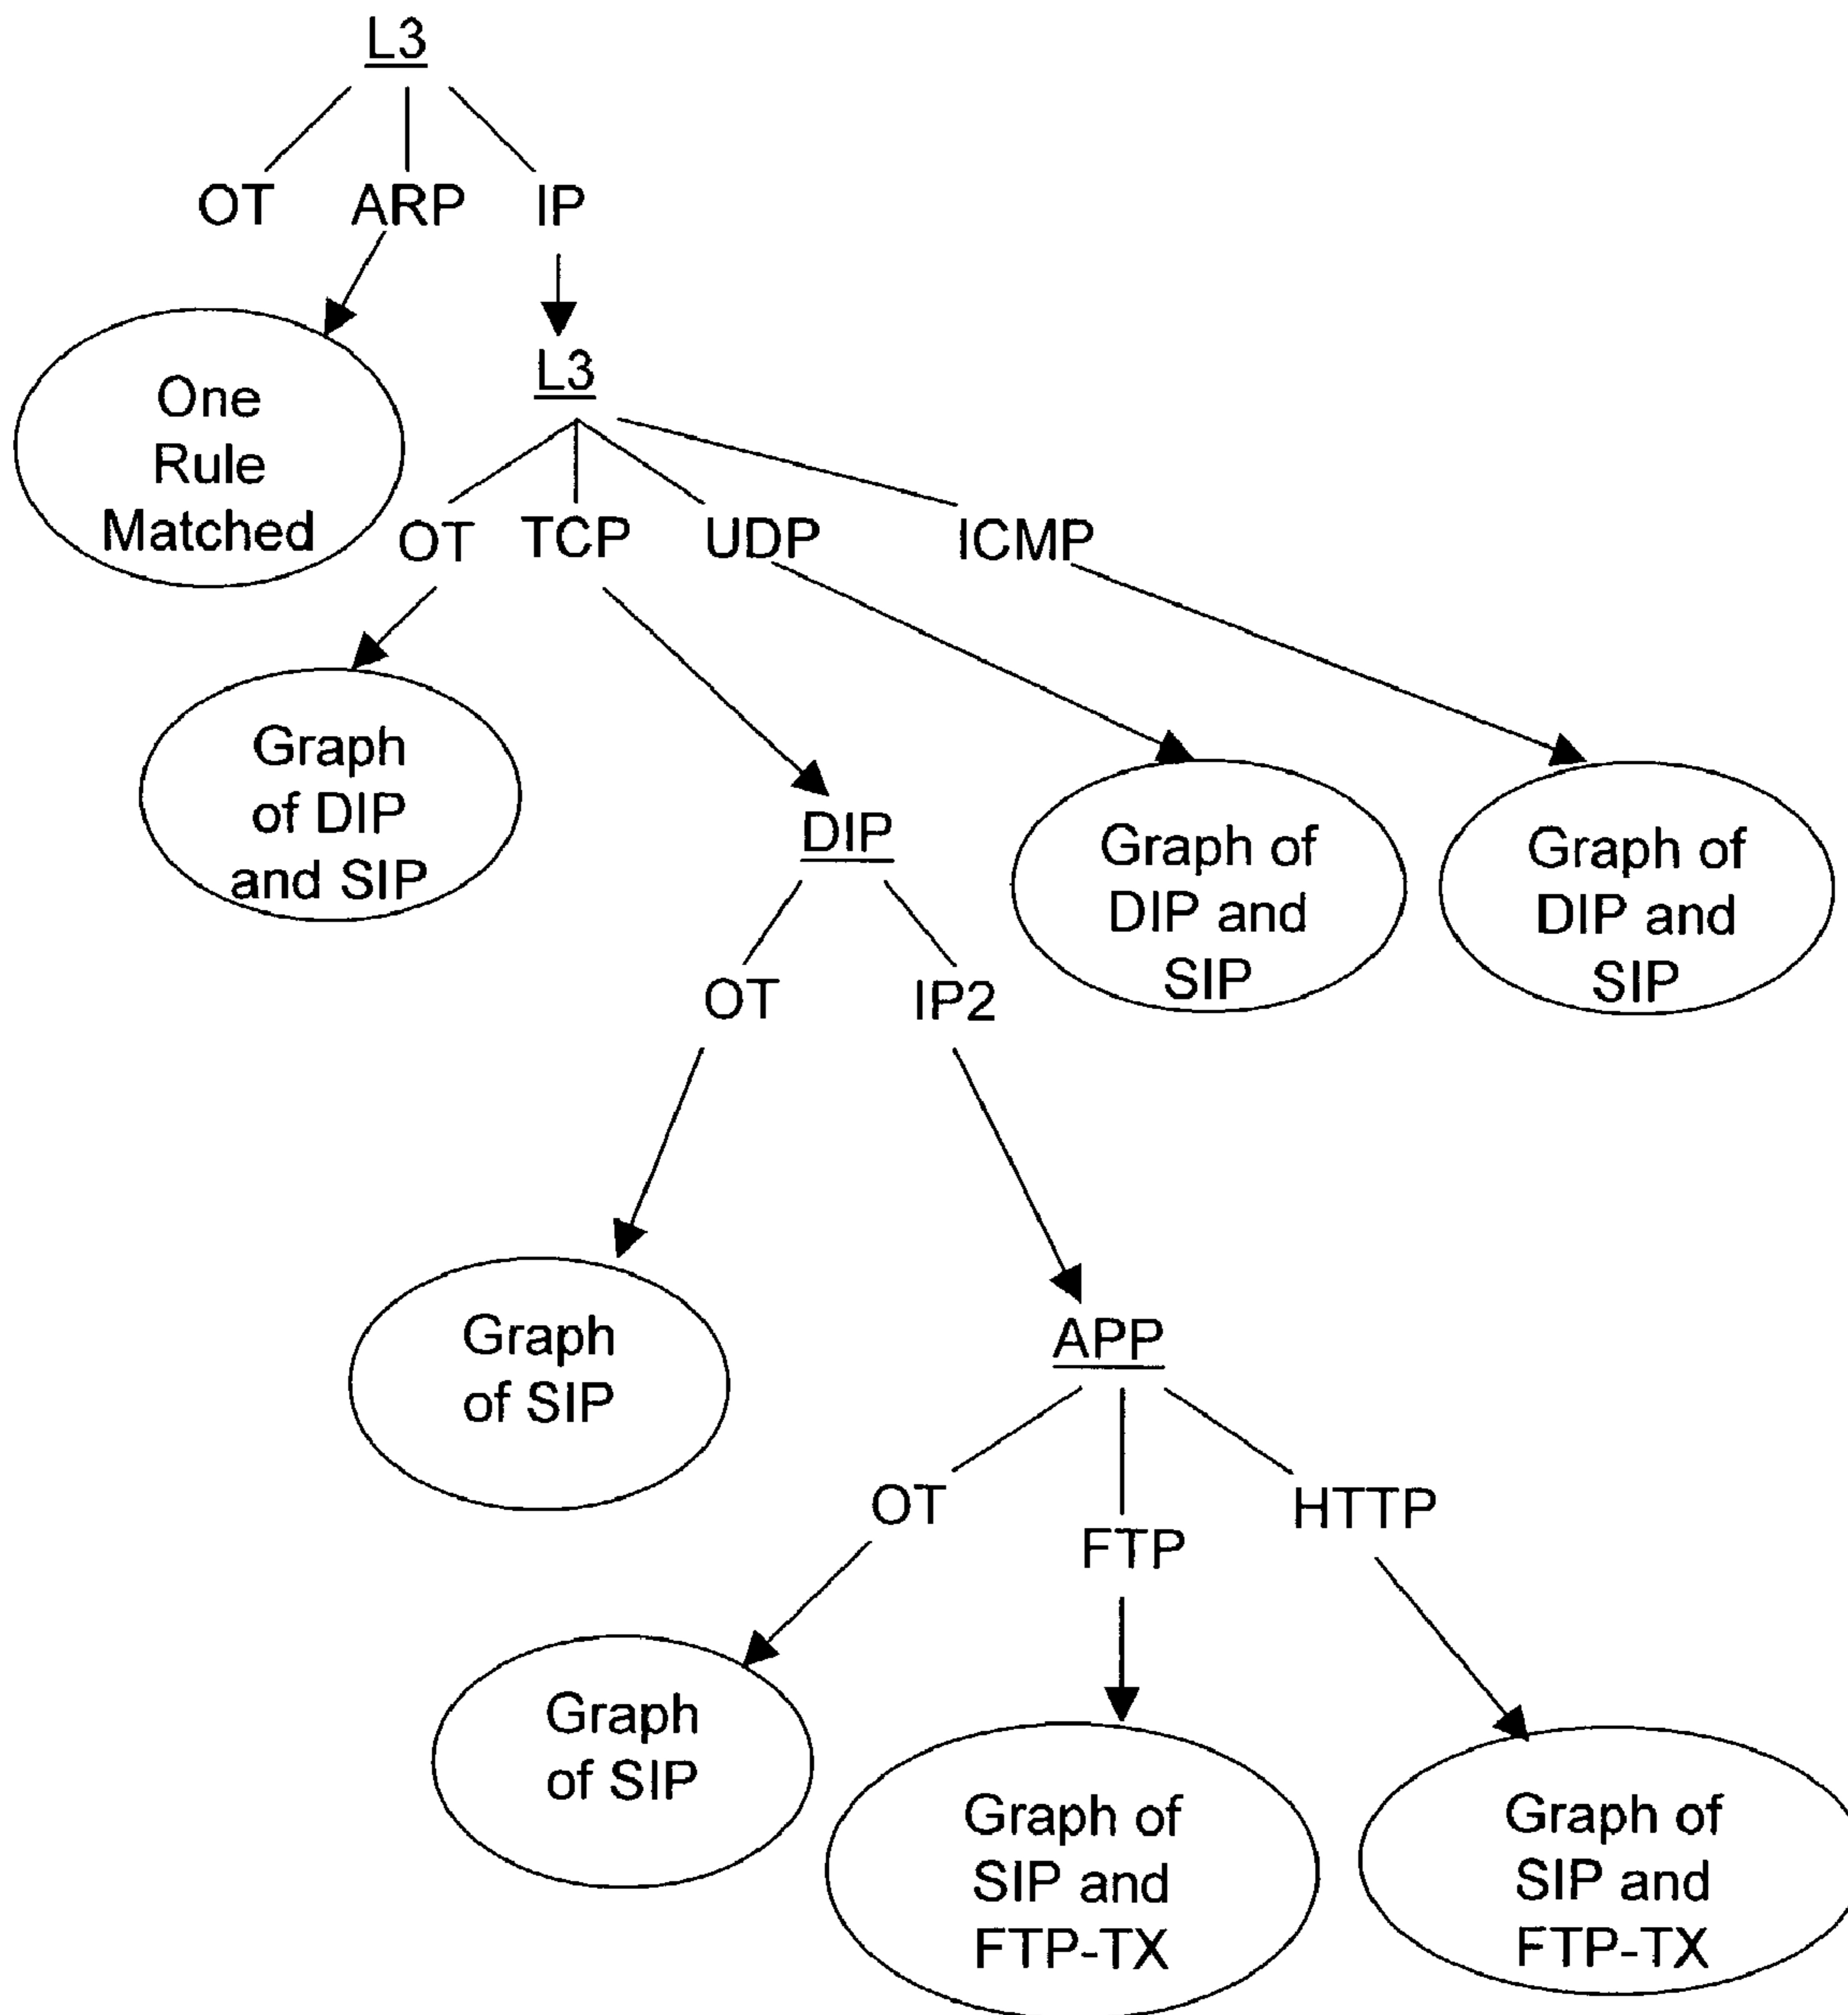 L3
OT ARP IP
One
Rule
Matched
L3
OT TCP UDP ICMP
Graph
of DIP
and SIP
DIP
Graph of
DIP and
SIP
Graph of
DIP and
SIP
OT IP2
Graph
of SIP
APP
OT FTP HTTP
Graph
of SIP
Graph of
SIP and
FTP-TX
Graph of
SIP and
FTP-TX